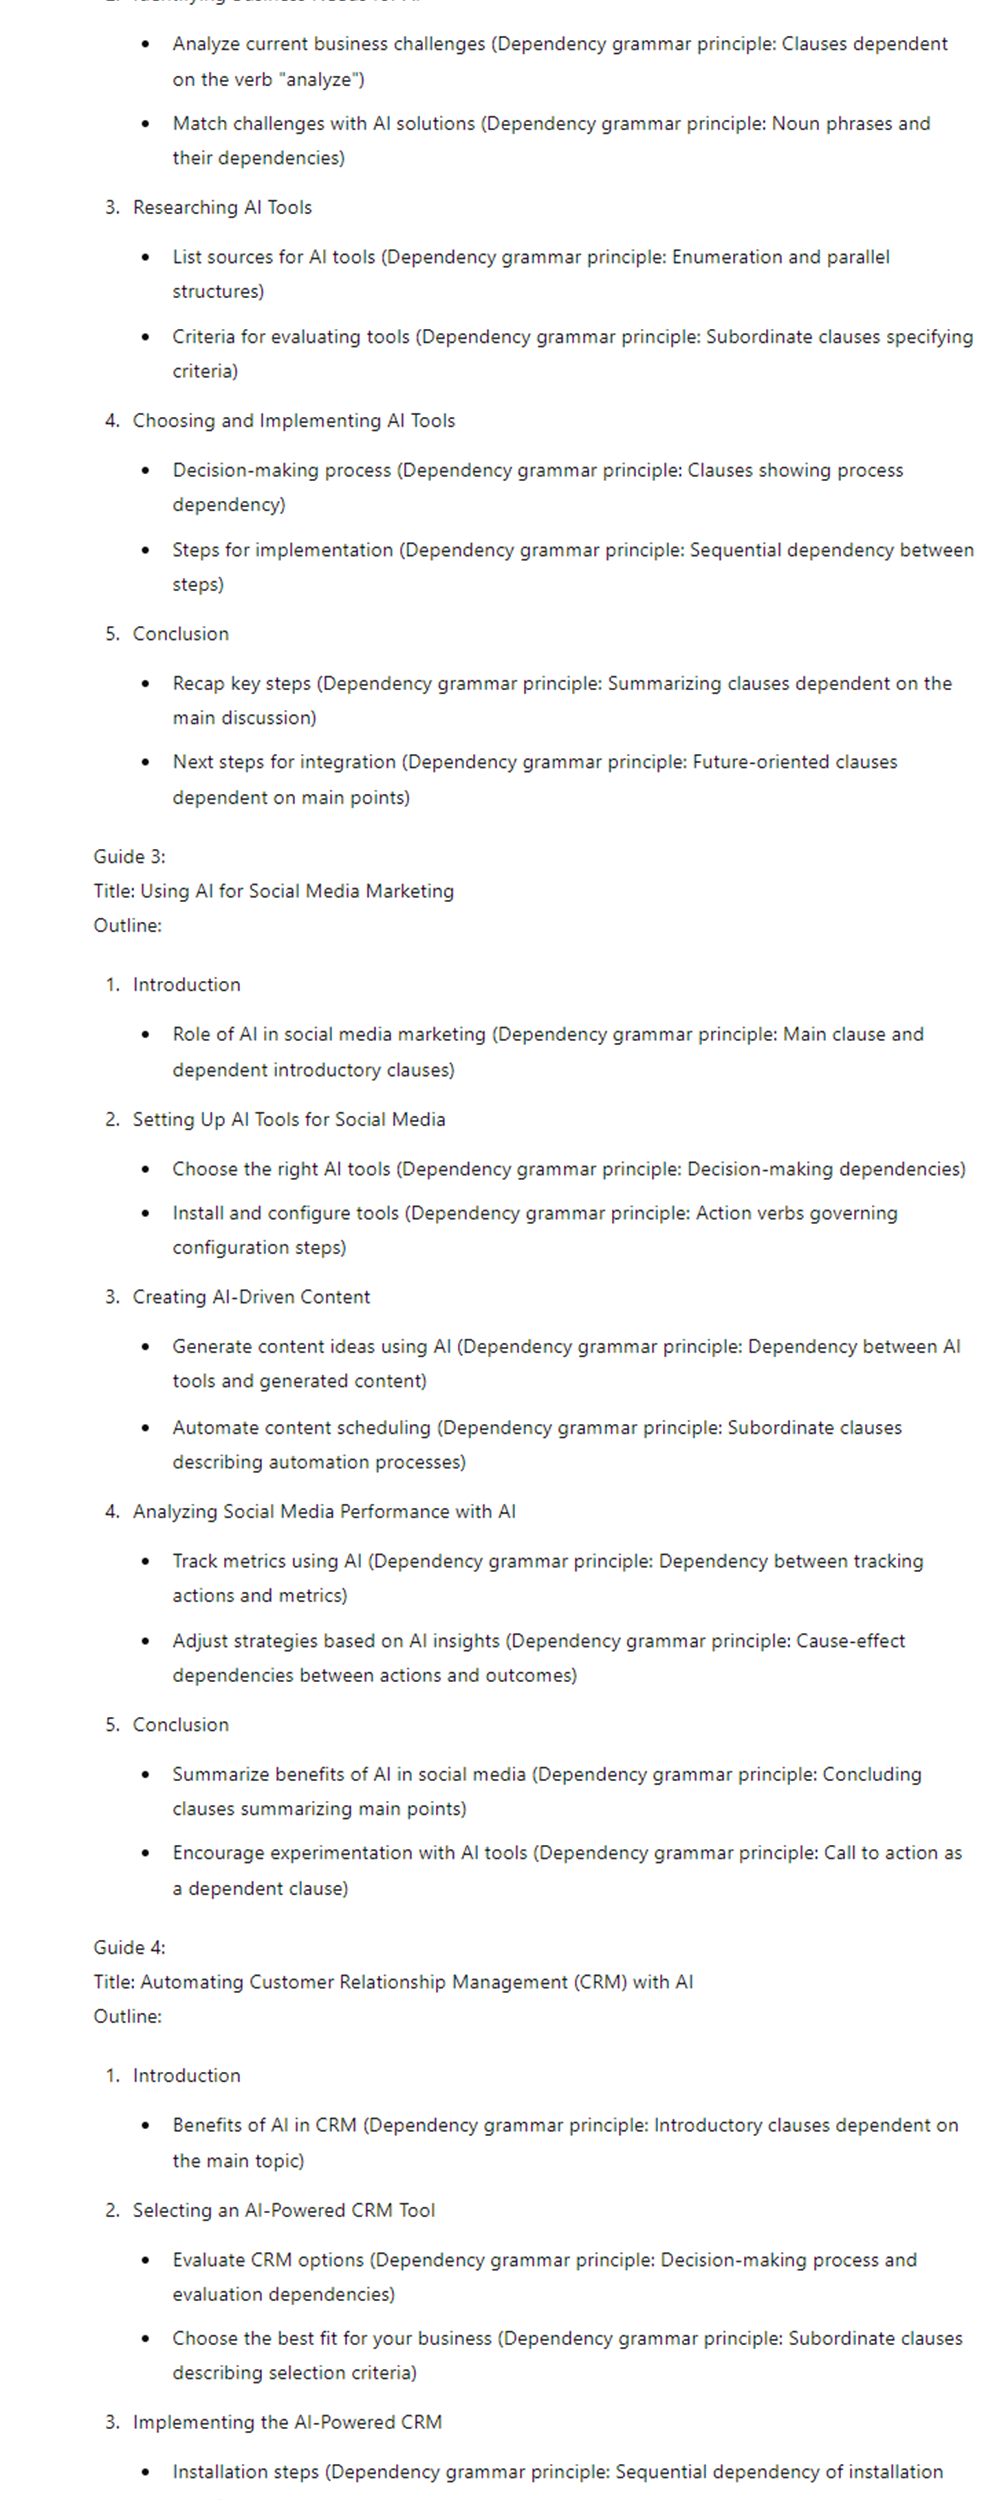 2. Identifying Business Needs for AI
• Analyze current business challenges (Dependency grammar principle: Clauses dependent
on the verb "analyze")
• Match challenges with AI solutions (Dependency grammar principle: Noun phrases and
their dependencies)
3. Researching AI Tools
• List sources for AI tools (Dependency grammar principle: Enumeration and parallel
structures)
• Criteria for evaluating tools (Dependency grammar principle: Subordinate clauses specifying
criteria)
4. Choosing and Implementing AI Tools
• Decision-making process (Dependency grammar principle: Clauses showing process
dependency)
• Steps for implementation (Dependency grammar principle: Sequential dependency between
steps)
5. Conclusion
• Recap key steps (Dependency grammar principle: Summarizing clauses dependent on the
main discussion)
• Next steps for integration (Dependency grammar principle: Future-oriented clauses
dependent on main points)
Guide 3:
Title: Using AI for Social Media Marketing
Outline:
1. Introduction
• Role of AI in social media marketing (Dependency grammar principle: Main clause and
dependent introductory clauses)
2. Setting Up AI Tools for Social Media
• Choose the right AI tools (Dependency grammar principle: Decision-making dependencies)
• Install and configure tools (Dependency grammar principle: Action verbs governing
configuration steps)
3. Creating AI-Driven Content
• Generate content ideas using AI (Dependency grammar principle: Dependency between AI
tools and generated content)
• Automate content scheduling (Dependency grammar principle: Subordinate clauses
describing automation processes)
4. Analyzing Social Media Performance with AI
• Track metrics using AI (Dependency grammar principle: Dependency between tracking
actions and metrics)
• Adjust strategies based on AI insights (Dependency grammar principle: Cause-effect
dependencies between actions and outcomes)
5. Conclusion
• Summarize benefits of AI in social media (Dependency grammar principle: Concluding
clauses summarizing main points)
• Encourage experimentation with AI tools (Dependency grammar principle: Call to action as
a dependent clause)
Guide 4:
Title: Automating Customer Relationship Management (CRM) with AI
Outline:
1. Introduction
• Benefits of AI in CRM (Dependency grammar principle: Introductory clauses dependent on
the main topic)
2. Selecting an AI-Powered CRM Tool
• Evaluate CRM options (Dependency grammar principle: Decision-making process and
evaluation dependencies)
• Choose the best fit for your business (Dependency grammar principle: Subordinate clauses
describing selection criteria)
3. Implementing the AI-Powered CRM
• Installation steps (Dependency grammar principle: Sequential dependency of installation